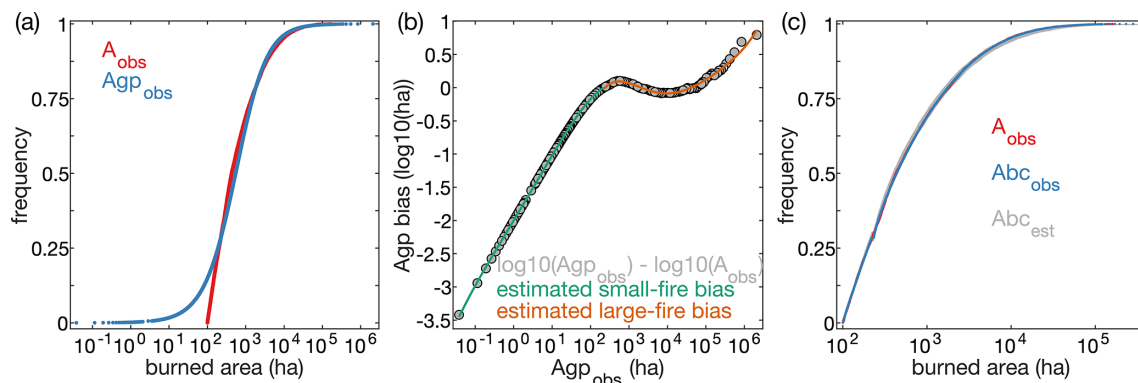 (a)
A_obs
Agp_obs
frequency
1
0.75
0.5
0.25
0
10^-1 10^0 10^1 10^2 10^3 10^4 10^5 10^6
burned area (ha)
(b)
Agp bias (log10(ha))
1
0.5
0
-0.5
-1
-1.5
-2
-2.5
-3
-3.5
log10(Agp_obs) - log10(A_obs)
estimated small-fire bias
estimated large-fire bias
10^-1 10^0 10^1 10^2 10^3 10^4 10^5 10^6
Agp_obs (ha)
(c)
A_obs
Abc_obs
Abc_est
frequency
1
0.75
0.5
0.25
0
10^2 10^3 10^4 10^5
burned area (ha)